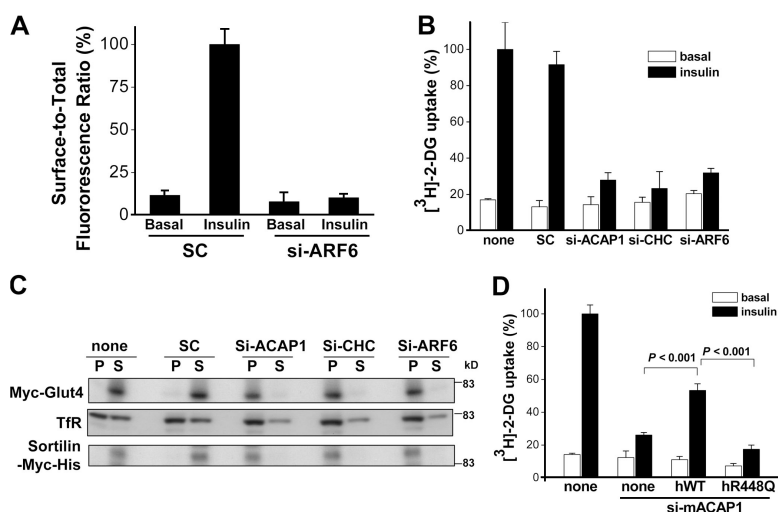 A
Surface-to-Total
Fluororescence Ratio (%)
100
75
50
25
0
Basal Insulin Basal Insulin
SC si-ARF6
B
[3H]-2-DG uptake (%)
100
80
60
40
20
0
basal
insulin
none SC si-ACAP1 si-CHC si-ARF6
C
none SC Si-ACAP1 Si-CHC Si-ARF6
P S P S P S P S P S kD
Myc-Glut4
83
TfR
83
Sortilin
-Myc-His
83
D
[3H]-2-DG uptake (%)
100
80
60
40
20
0
basal
insulin
P < 0.001
P < 0.001
none none hWT hR448Q
si-mACAP1